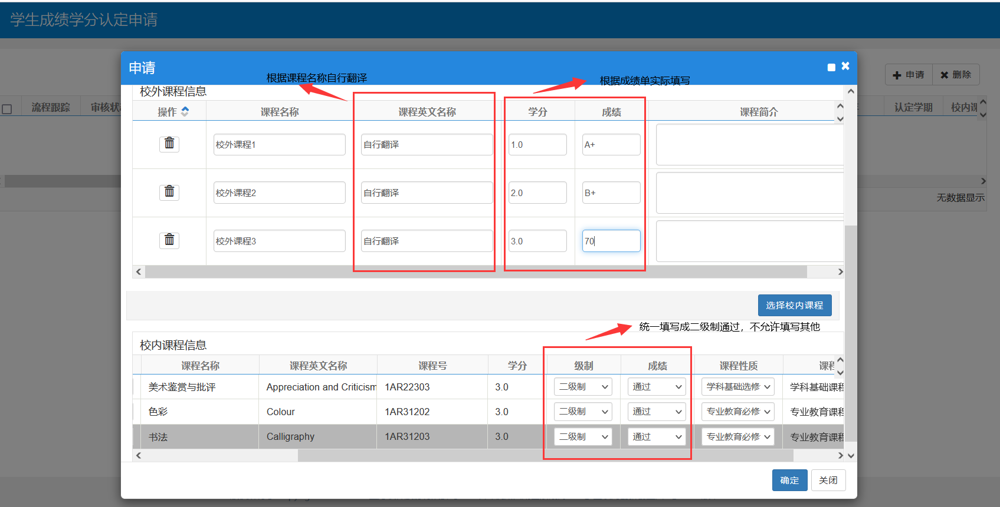 学生成绩学分认定申请
申请
根据课程名称自行翻译
根据成绩单实际填写
申请 删除
校外课程信息
流程跟踪 审核状
操作 课程名称 课程英文名称 学分 成绩 课程简介
认定学期 校内课
校外课程1 自行翻译 1.0 A+
校外课程2 自行翻译 2.0 B+
无数据显示
校外课程3 自行翻译 3.0 70
选择校内课程
统一填写成二级制通过，不允许填写其他
校内课程信息
课程名称 课程英文名称 课程号 学分 级制 成绩 课程性质 课程
美术鉴赏与批评 Appreciation and Criticism 1AR22303 3.0 二级制 通过 学科基础选修 学科基础课程
色彩 Colour 1AR31202 3.0 二级制 通过 专业教育必修 专业教育课程
书法 Calligraphy 1AR31203 3.0 二级制 通过 专业教育必修 专业教育课程
确定 关闭